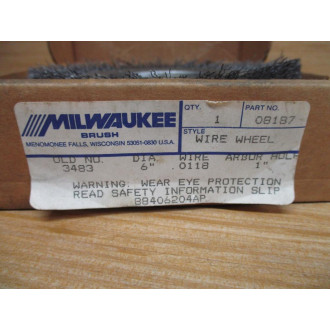 MILWAUKEE
BRUSH
MENOMONEE FALLS, WISCONSIN 53051-0830 U.S.A.
QTY. 1 PART NO. 08187
STYLE WIRE WHEEL
OLD NO. DIA. WIRE ARBOR HOLE
3483 6" .0118 1"
WARNING: WEAR EYE PROTECTION
READ SAFETY INFORMATION SLIP
B8406204AP